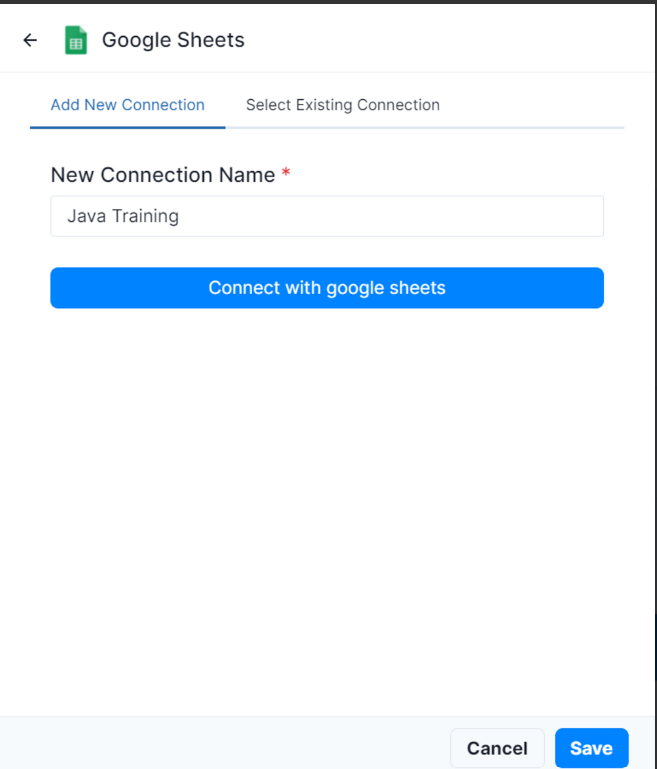 Google Sheets
Add New Connection Select Existing Connection
New Connection Name *
Java Training
Connect with google sheets
Cancel Save